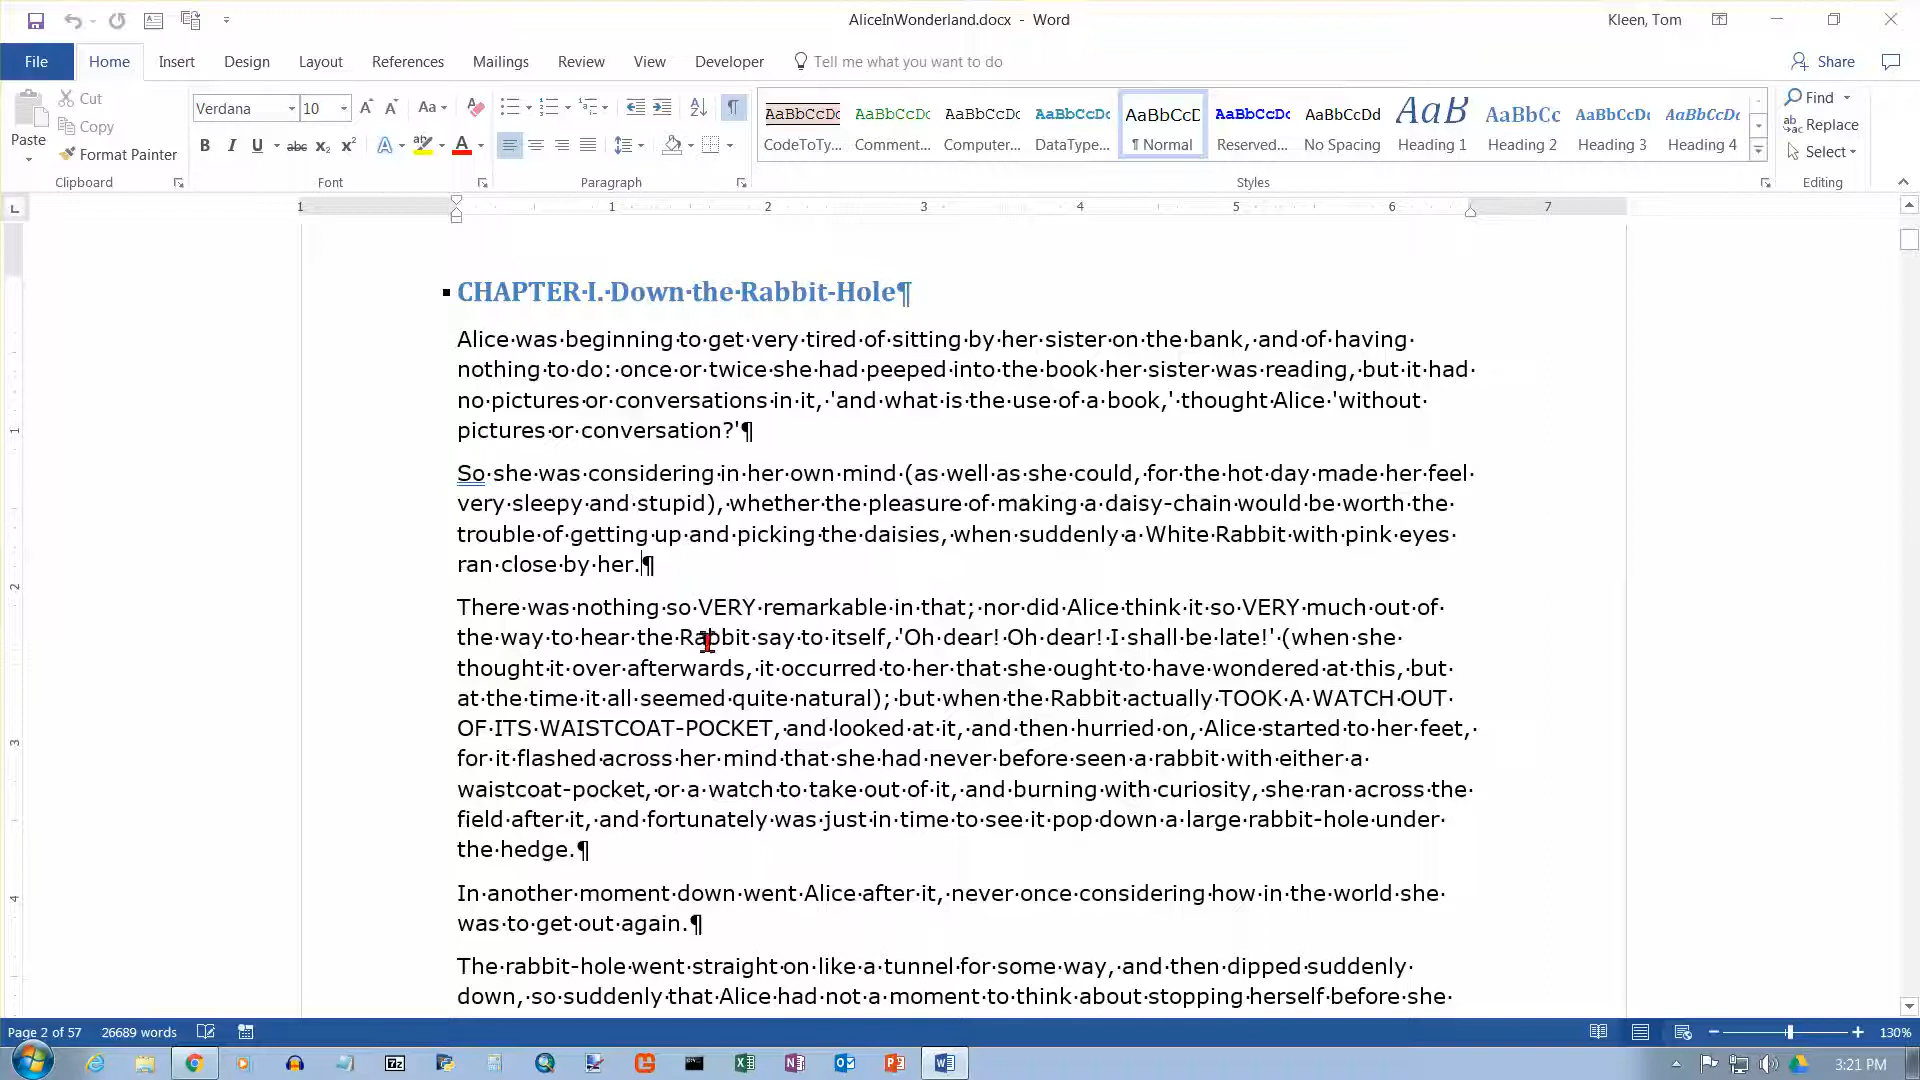 AliceInWonderland.docx - Word
Kleen, Tom
File Home Insert Design Layout References Mailings Review View Developer Tell me what you want to do Share
Paste
Cut
Copy
Format Painter
Clipboard
Verdana 10
Font
Paragraph
AaBbCcDc AaBbCcDc AaBbCcDc AaBbCcDc AaBbCcD AaBbCcDc AaBbCcDd AaB AaBbCc AaBbCcDc AaBbCcDc
CodeToTy... Comment... Computer... DataType... ¶ Normal Reserved... No Spacing Heading 1 Heading 2 Heading 3 Heading 4
Styles
Find
Replace
Select
Editing
1 1 2 3 4 5 6 7
CHAPTER·I.·Down·the·Rabbit-Hole¶
Alice·was·beginning·to·get·very·tired·of·sitting·by·her·sister·on·the·bank,·and·of·having·
nothing·to·do:·once·or·twice·she·had·peeped·into·the·book·her·sister·was·reading,·but·it·had·
no·pictures·or·conversations·in·it,·'and·what·is·the·use·of·a·book,'·thought·Alice·'without·
pictures·or·conversation?'¶
So·she·was·considering·in·her·own·mind·(as·well·as·she·could,·for·the·hot·day·made·her·feel·
very·sleepy·and·stupid),·whether·the·pleasure·of·making·a·daisy-chain·would·be·worth·the·
trouble·of·getting·up·and·picking·the·daisies,·when·suddenly·a·White·Rabbit·with·pink·eyes·
ran·close·by·her.¶
There·was·nothing·so·VERY·remarkable·in·that;·nor·did·Alice·think·it·so·VERY·much·out·of·
the·way·to·hear·the·Rabbit·say·to·itself,·'Oh·dear!·Oh·dear!·I·shall·be·late!'·(when·she·
thought·it·over·afterwards,·it·occurred·to·her·that·she·ought·to·have·wondered·at·this,·but·
at·the·time·it·all·seemed·quite·natural);·but·when·the·Rabbit·actually·TOOK·A·WATCH·OUT·
OF·ITS·WAISTCOAT-POCKET,·and·looked·at·it,·and·then·hurried·on,·Alice·started·to·her·feet,·
for·it·flashed·across·her·mind·that·she·had·never·before·seen·a·rabbit·with·either·a·
waistcoat-pocket,·or·a·watch·to·take·out·of·it,·and·burning·with·curiosity,·she·ran·across·the·
field·after·it,·and·fortunately·was·just·in·time·to·see·it·pop·down·a·large·rabbit-hole·under·
the·hedge.¶
In·another·moment·down·went·Alice·after·it,·never·once·considering·how·in·the·world·she·
was·to·get·out·again.¶
The·rabbit-hole·went·straight·on·like·a·tunnel·for·some·way,·and·then·dipped·suddenly·
down,·so·suddenly·that·Alice·had·not·a·moment·to·think·about·stopping·herself·before·she·
1
2
3
4
Page 2 of 57 26689 words 130%
3:21 PM